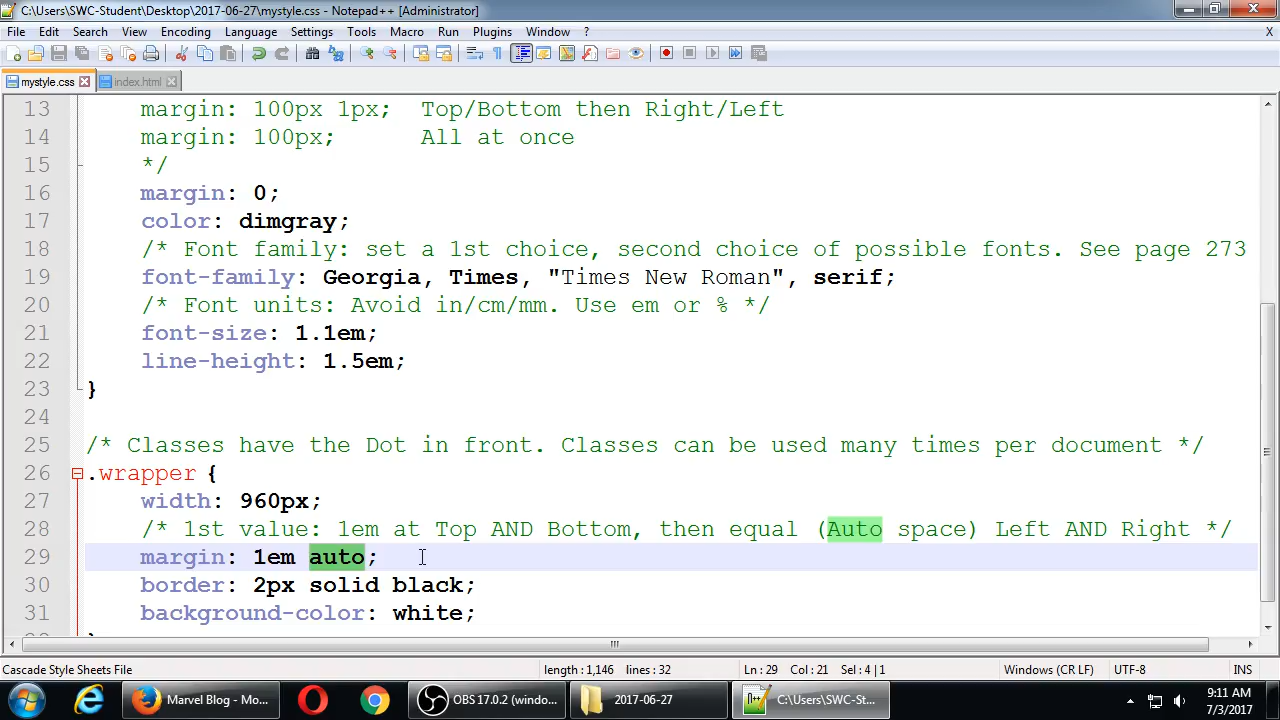 C:\Users\SWC-Student\Desktop\2017-06-27\mystyle.css - Notepad++ [Administrator]
File Edit Search View Encoding Language Settings Tools Macro Run Plugins Window ? X
mystyle.css index.html
13 margin: 100px 1px; Top/Bottom then Right/Left
14 margin: 100px; All at once
15 */
16 margin: 0;
17 color: dimgray;
18 /* Font family: set a 1st choice, second choice of possible fonts. See page 273
19 font-family: Georgia, Times, "Times New Roman", serif;
20 /* Font units: Avoid in/cm/mm. Use em or % */
21 font-size: 1.1em;
22 line-height: 1.5em;
23 }
24
25 /* Classes have the Dot in front. Classes can be used many times per document */
26 .wrapper {
27 width: 960px;
28 /* 1st value: 1em at Top AND Bottom, then equal (Auto space) Left AND Right */
29 margin: 1em auto;
30 border: 2px solid black;
31 background-color: white;
Cascade Style Sheets File length : 1,146 lines : 32 Ln : 29 Col : 21 Sel : 4 | 1 Windows (CR LF) UTF-8 INS
Marvel Blog - Mo... OBS 17.0.2 (windo... 2017-06-27 C:\Users\SWC-St... 9:11 AM
7/3/2017